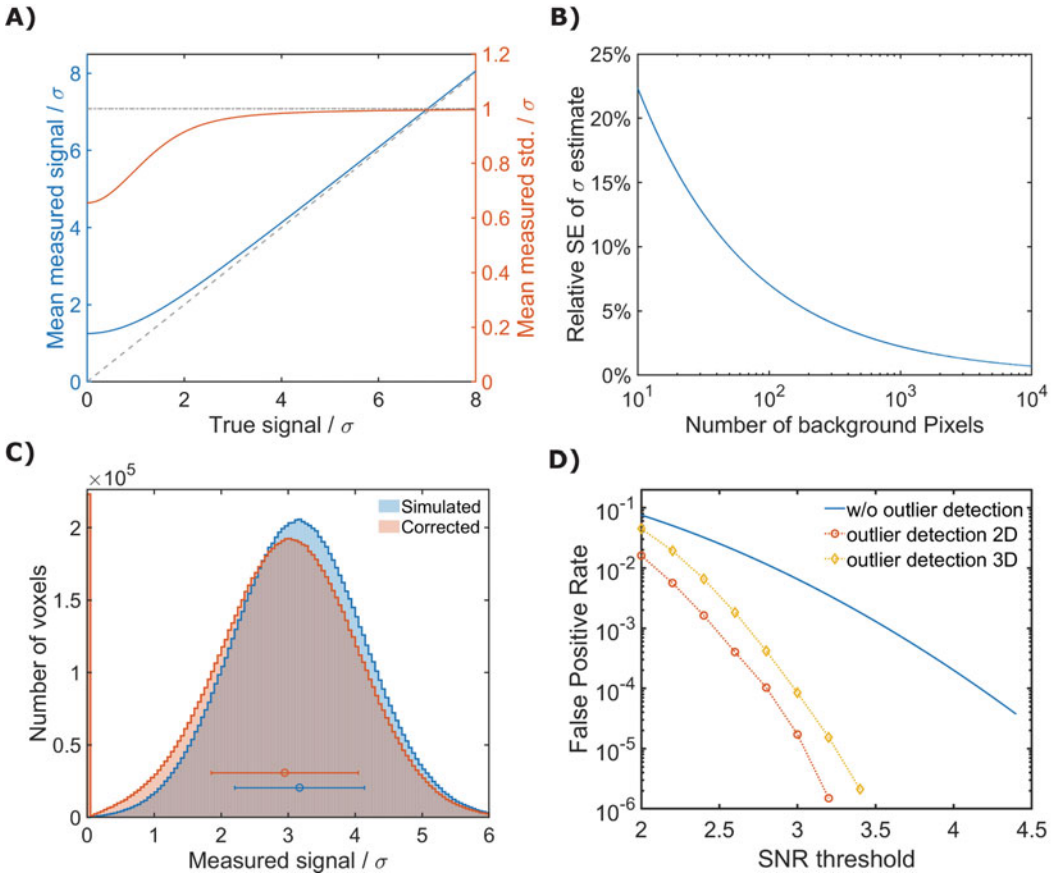 A)
Mean measured signal / σ
8
6
4
2
0
0 2 4 6 8
True signal / σ
1.2
1
0.8
0.6
0.4
0.2
0
Mean measured std. / σ
B)
Relative SE of σ estimate
25%
20%
15%
10%
5%
0%
10^1 10^2 10^3 10^4
Number of background Pixels
C)
×10^5
Number of voxels
2
1.5
1
0.5
0
0 1 2 3 4 5 6
Measured signal / σ
Simulated
Corrected
D)
False Positive Rate
10^-1
10^-2
10^-3
10^-4
10^-5
10^-6
2 2.5 3 3.5 4 4.5
SNR threshold
w/o outlier detection
outlier detection 2D
outlier detection 3D